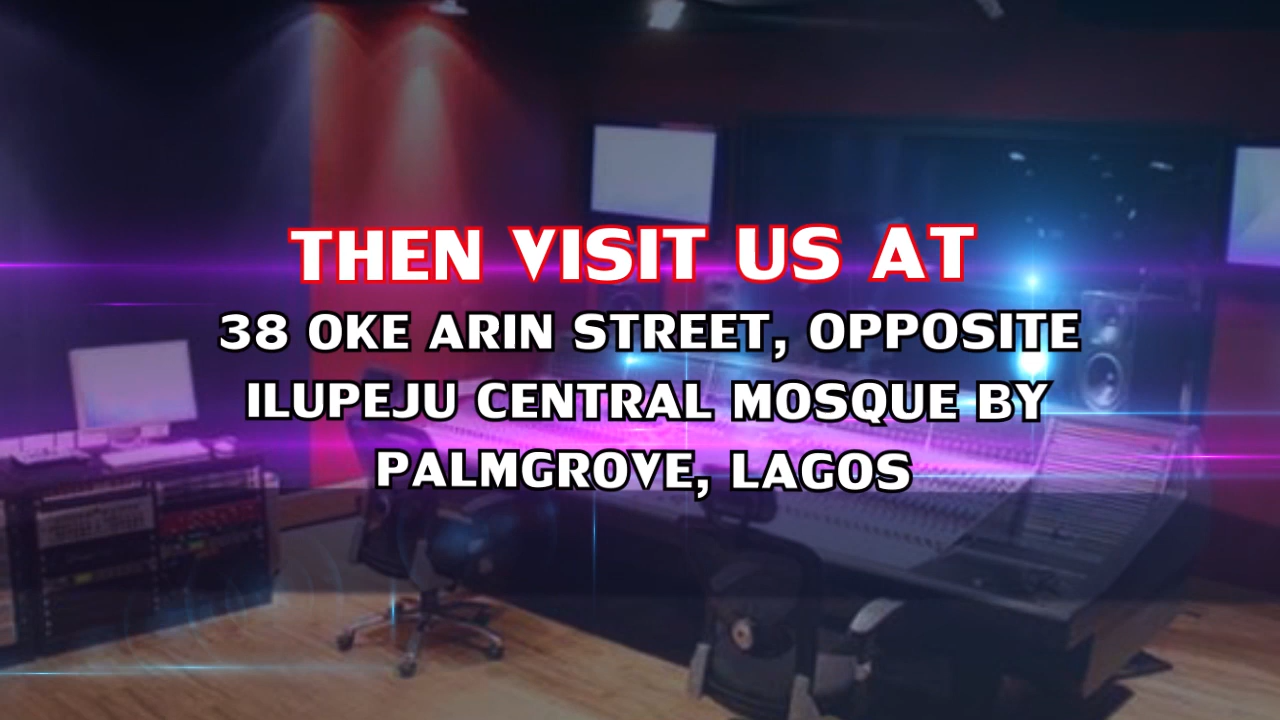 THEN VISIT US AT
38 OKE ARIN STREET, OPPOSITE
ILUPEJU CENTRAL MOSQUE BY
PALMGROVE, LAGOS